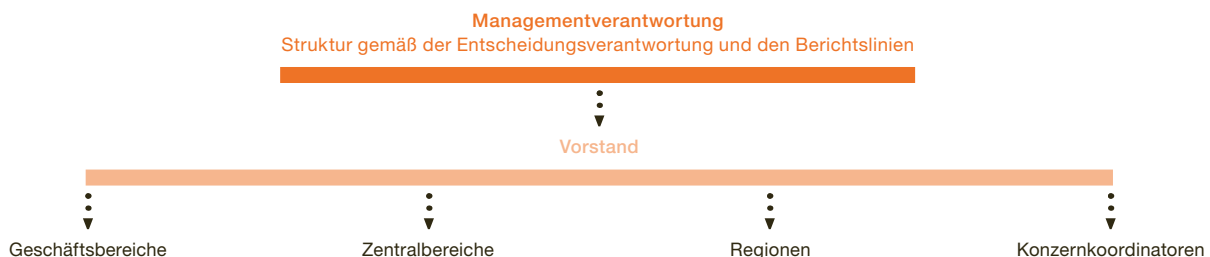 Managementverantwortung
Struktur gemäß der Entscheidungsverantwortung und den Berichtslinien
Vorstand
Geschäftsbereiche Zentralbereiche Regionen Konzernkoordinatoren